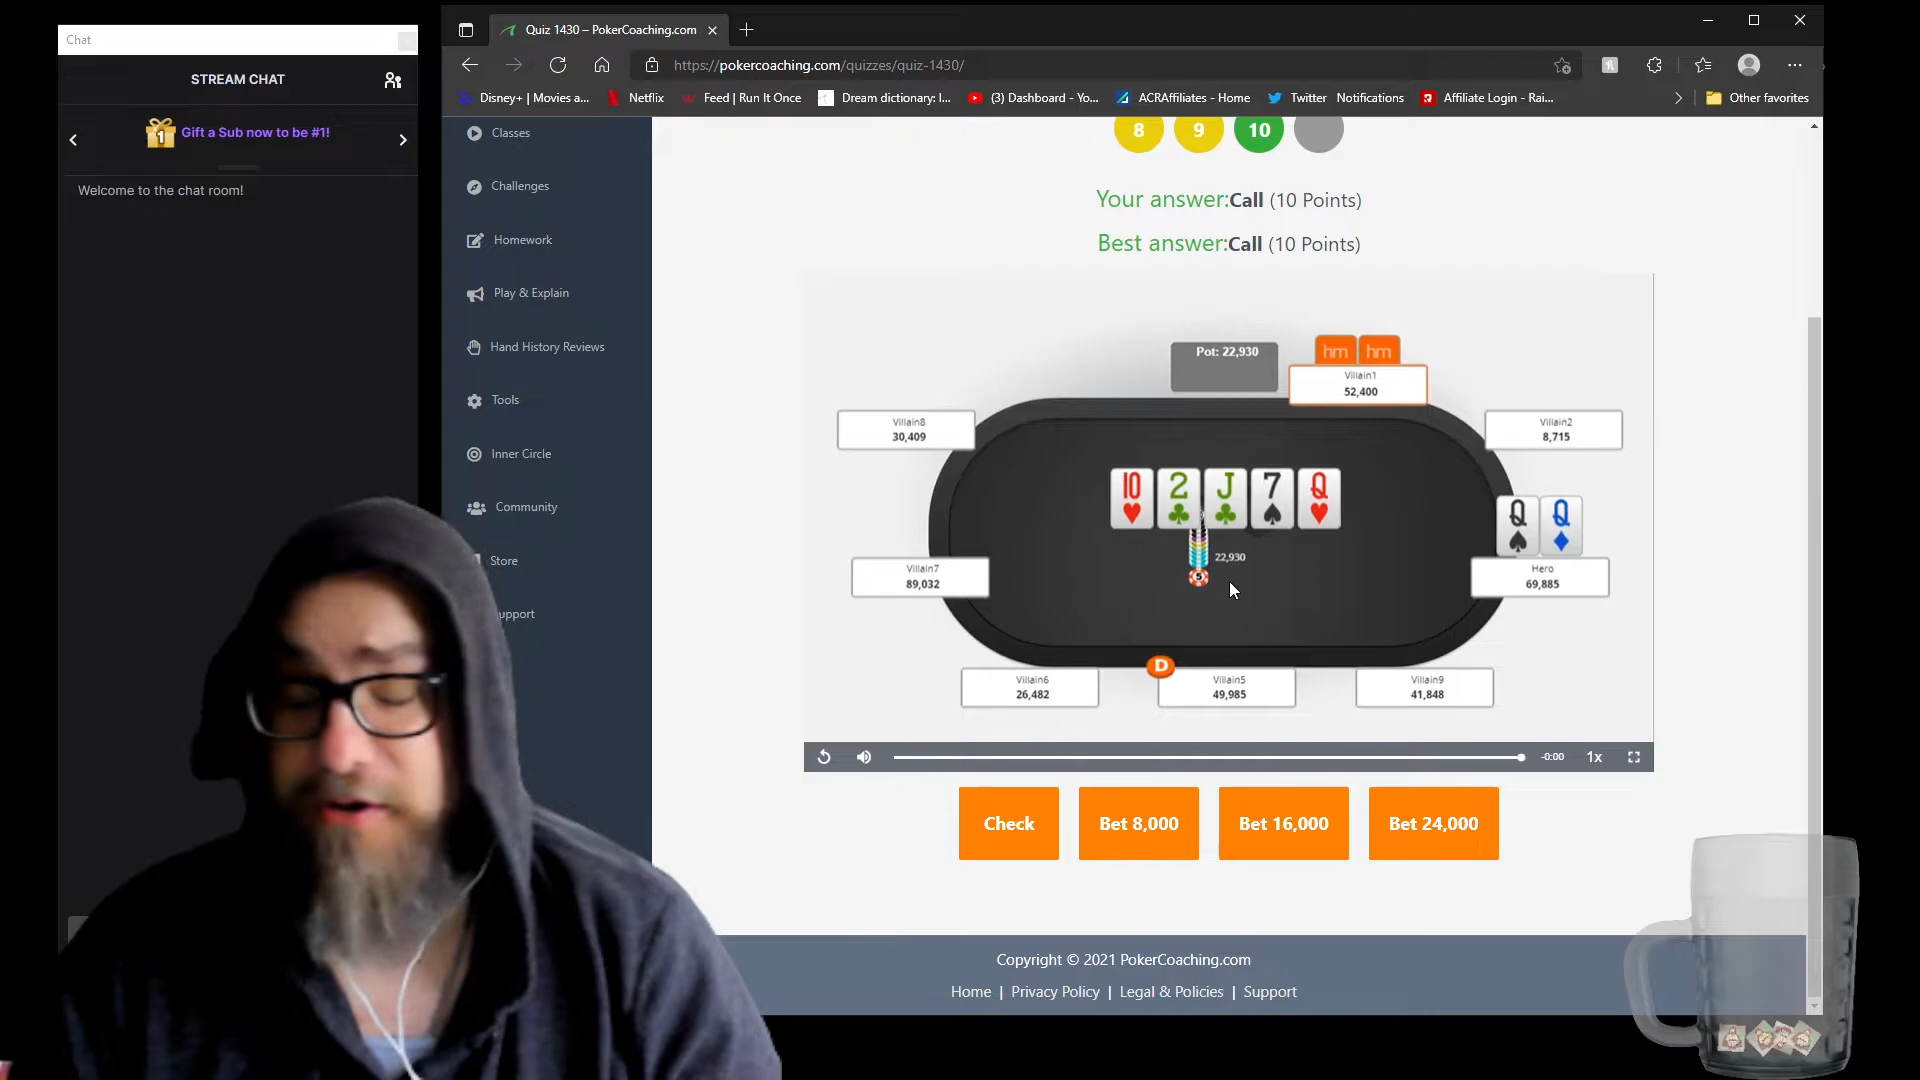 Chat
STREAM CHAT
1 Gift a Sub now to be #1!
Welcome to the chat room!
Quiz 1430 – PokerCoaching.com
https://pokercoaching.com/quizzes/quiz-1430/
Disney+ | Movies a...
Netflix
Feed | Run It Once
Dream dictionary: I...
(3) Dashboard - Yo...
ACRAffiliates - Home
Twitter
Notifications
Affiliate Login - Rai...
Other favorites
Classes
Challenges
Homework
Play & Explain
Hand History Reviews
Tools
Inner Circle
Community
Store
upport
8 9 10
Your answer:Call (10 Points)
Best answer:Call (10 Points)
Pot: 22,930
hm hm
Villain1
52,400
Villain8
30,409
Villain2
8,715
10 2 J 7 Q
Q Q
22,930
5
Villain7
89,032
Hero
69,885
D
Villain6
26,482
Villain5
49,985
Villain9
41,848
-0:00 1x
Check
Bet 8,000
Bet 16,000
Bet 24,000
Copyright © 2021 PokerCoaching.com
Home | Privacy Policy | Legal & Policies | Support